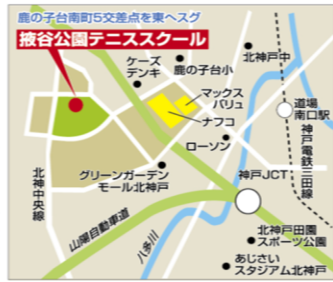 鹿の子台南町5交差点を東へスグ
掖谷公園テニススクール
北神戸中
ケーズ
デンキ
鹿の子台小
マックス
バリュ
道場
南口駅
ナフコ
ローソン
神戸電鉄三田線
北神中央線
グリーンガーデン
モール北神戸
神戸JCT
山陽自動車道
八多川
北神戸田園
スポーツ公園
あじさい
スタジアム北神戸